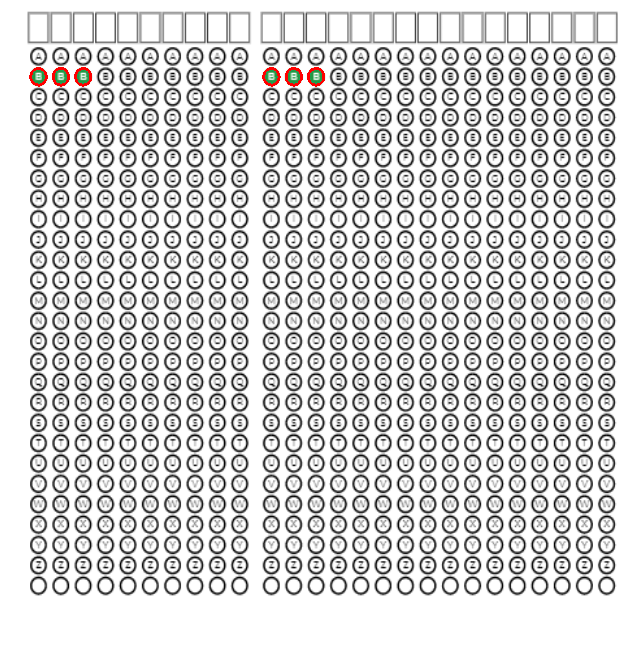 A A A A A A A A A A A A A A A A A A A A A A A A A A
B B B B B B B B B B B B B B B B B B B B B B B B B B
C C C C C C C C C C C C C C C C C C C C C C C C C C
D D D D D D D D D D D D D D D D D D D D D D D D D D
E E E E E E E E E E E E E E E E E E E E E E E E E E
F F F F F F F F F F F F F F F F F F F F F F F F F F
G G G G G G G G G G G G G G G G G G G G G G G G G G
H H H H H H H H H H H H H H H H H H H H H H H H H H
I I I I I I I I I I I I I I I I I I I I I I I I I I
J J J J J J J J J J J J J J J J J J J J J J J J J J
K K K K K K K K K K K K K K K K K K K K K K K K K K
L L L L L L L L L L L L L L L L L L L L L L L L L L
M M M M M M M M M M M M M M M M M M M M M M M M M M
N N N N N N N N N N N N N N N N N N N N N N N N N N
O O O O O O O O O O O O O O O O O O O O O O O O O O
P P P P P P P P P P P P P P P P P P P P P P P P P P
Q Q Q Q Q Q Q Q Q Q Q Q Q Q Q Q Q Q Q Q Q Q Q Q Q Q
R R R R R R R R R R R R R R R R R R R R R R R R R R
S S S S S S S S S S S S S S S S S S S S S S S S S S
T T T T T T T T T T T T T T T T T T T T T T T T T T
U U U U U U U U U U U U U U U U U U U U U U U U U U
V V V V V V V V V V V V V V V V V V V V V V V V V V
W W W W W W W W W W W W W W W W W W W W W W W W W W
X X X X X X X X X X X X X X X X X X X X X X X X X X
Y Y Y Y Y Y Y Y Y Y Y Y Y Y Y Y Y Y Y Y Y Y Y Y Y Y
Z Z Z Z Z Z Z Z Z Z Z Z Z Z Z Z Z Z Z Z Z Z Z Z Z Z